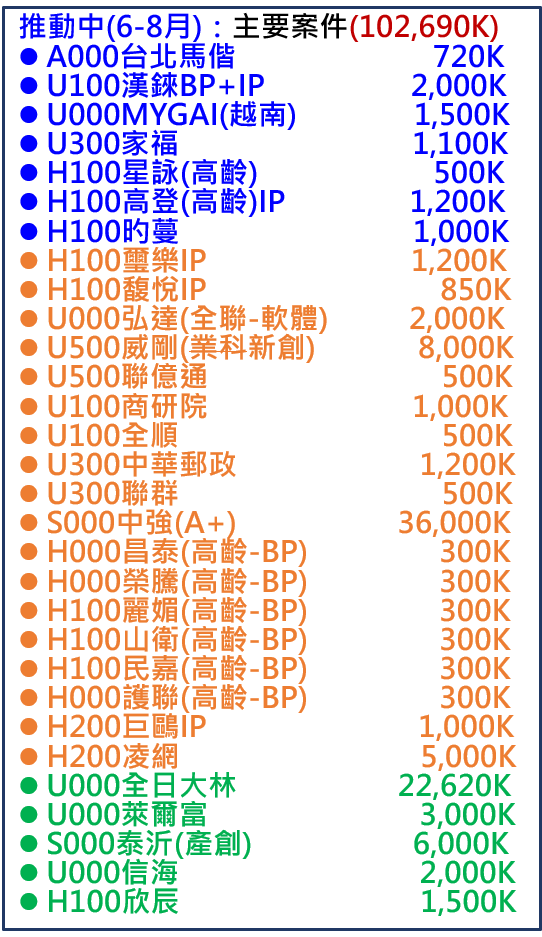 推動中(6-8月)：主要案件(102,690K)
● A000台北馬偕 720K
● U100漢錸BP+IP 2,000K
● U000MYGAI(越南) 1,500K
● U300家福 1,100K
● H100星詠(高齡) 500K
● H100高登(高齡)IP 1,200K
● H100昀蔓 1,000K
● H100璽樂IP 1,200K
● H100馥悅IP 850K
● U000弘達(全聯-軟體) 2,000K
● U500威剛(業科新創) 8,000K
● U500聯億通 500K
● U100商研院 1,000K
● U100全順 500K
● U300中華郵政 1,200K
● U300聯群 500K
● S000中強(A+) 36,000K
● H000昌泰(高齡-BP) 300K
● H000榮騰(高齡-BP) 300K
● H100麗媚(高齡-BP) 300K
● H100山衛(高齡-BP) 300K
● H100民嘉(高齡-BP) 300K
● H000護聯(高齡-BP) 300K
● H200巨鷗IP 1,000K
● H200凌網 5,000K
● U000全日大林 22,620K
● U000萊爾富 3,000K
● S000泰沂(產創) 6,000K
● U000信海 2,000K
● H100欣辰 1,500K